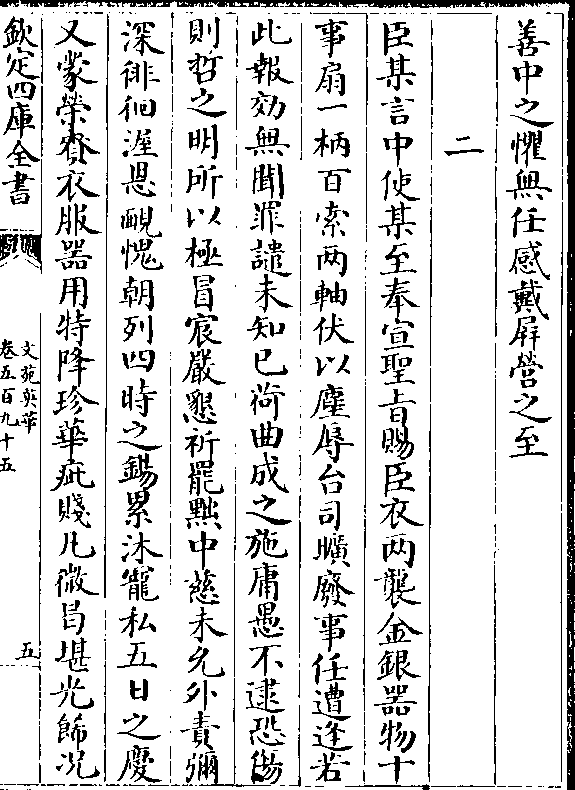 善中之懼無任感戴屏營之至
二
臣某言中使某至奉宣聖旨賜臣衣两襲金銀器物十
事扇一柄百索两軸伏以塵辱台司曠廢事任遭逢若
此報効無聞罪譴未知已荷曲成之施庸愚不逮恐傷
則哲之明所以極冒宸嚴懇祈罷黜中慈未允外責彌
深徘徊渥恩靦愧朝列四時之錫累沐寵私五日之慶
又蒙榮賚衣服器用特降珍華疵賤凡微曷堪光飾况
欽定四庫全書
文苑英華
卷五百九十五
五